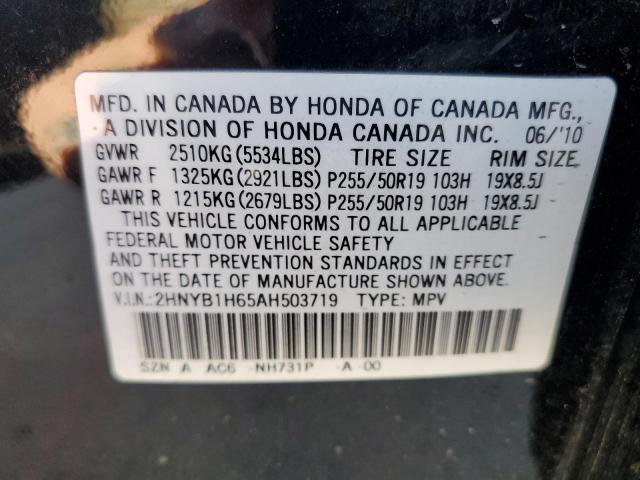 MFD. IN CANADA BY HONDA OF CANADA MFG.,
A DIVISION OF HONDA CANADA INC. 06/'10
GVWR 2510KG(5534LBS) TIRE SIZE RIM SIZE
GAWR F 1325KG(2921LBS) P255/50R19 103H 19X8.5J
GAWR R 1215KG(2679LBS) P255/50R19 103H 19X8.5J
THIS VEHICLE CONFORMS TO ALL APPLICABLE
FEDERAL MOTOR VEHICLE SAFETY
AND THEFT PREVENTION STANDARDS IN EFFECT
ON THE DATE OF MANUFACTURE SHOWN ABOVE.
V.I.N.:2HNYB1H65AH503719 TYPE: MPV
SZN A AC6 -NH731P -A -00